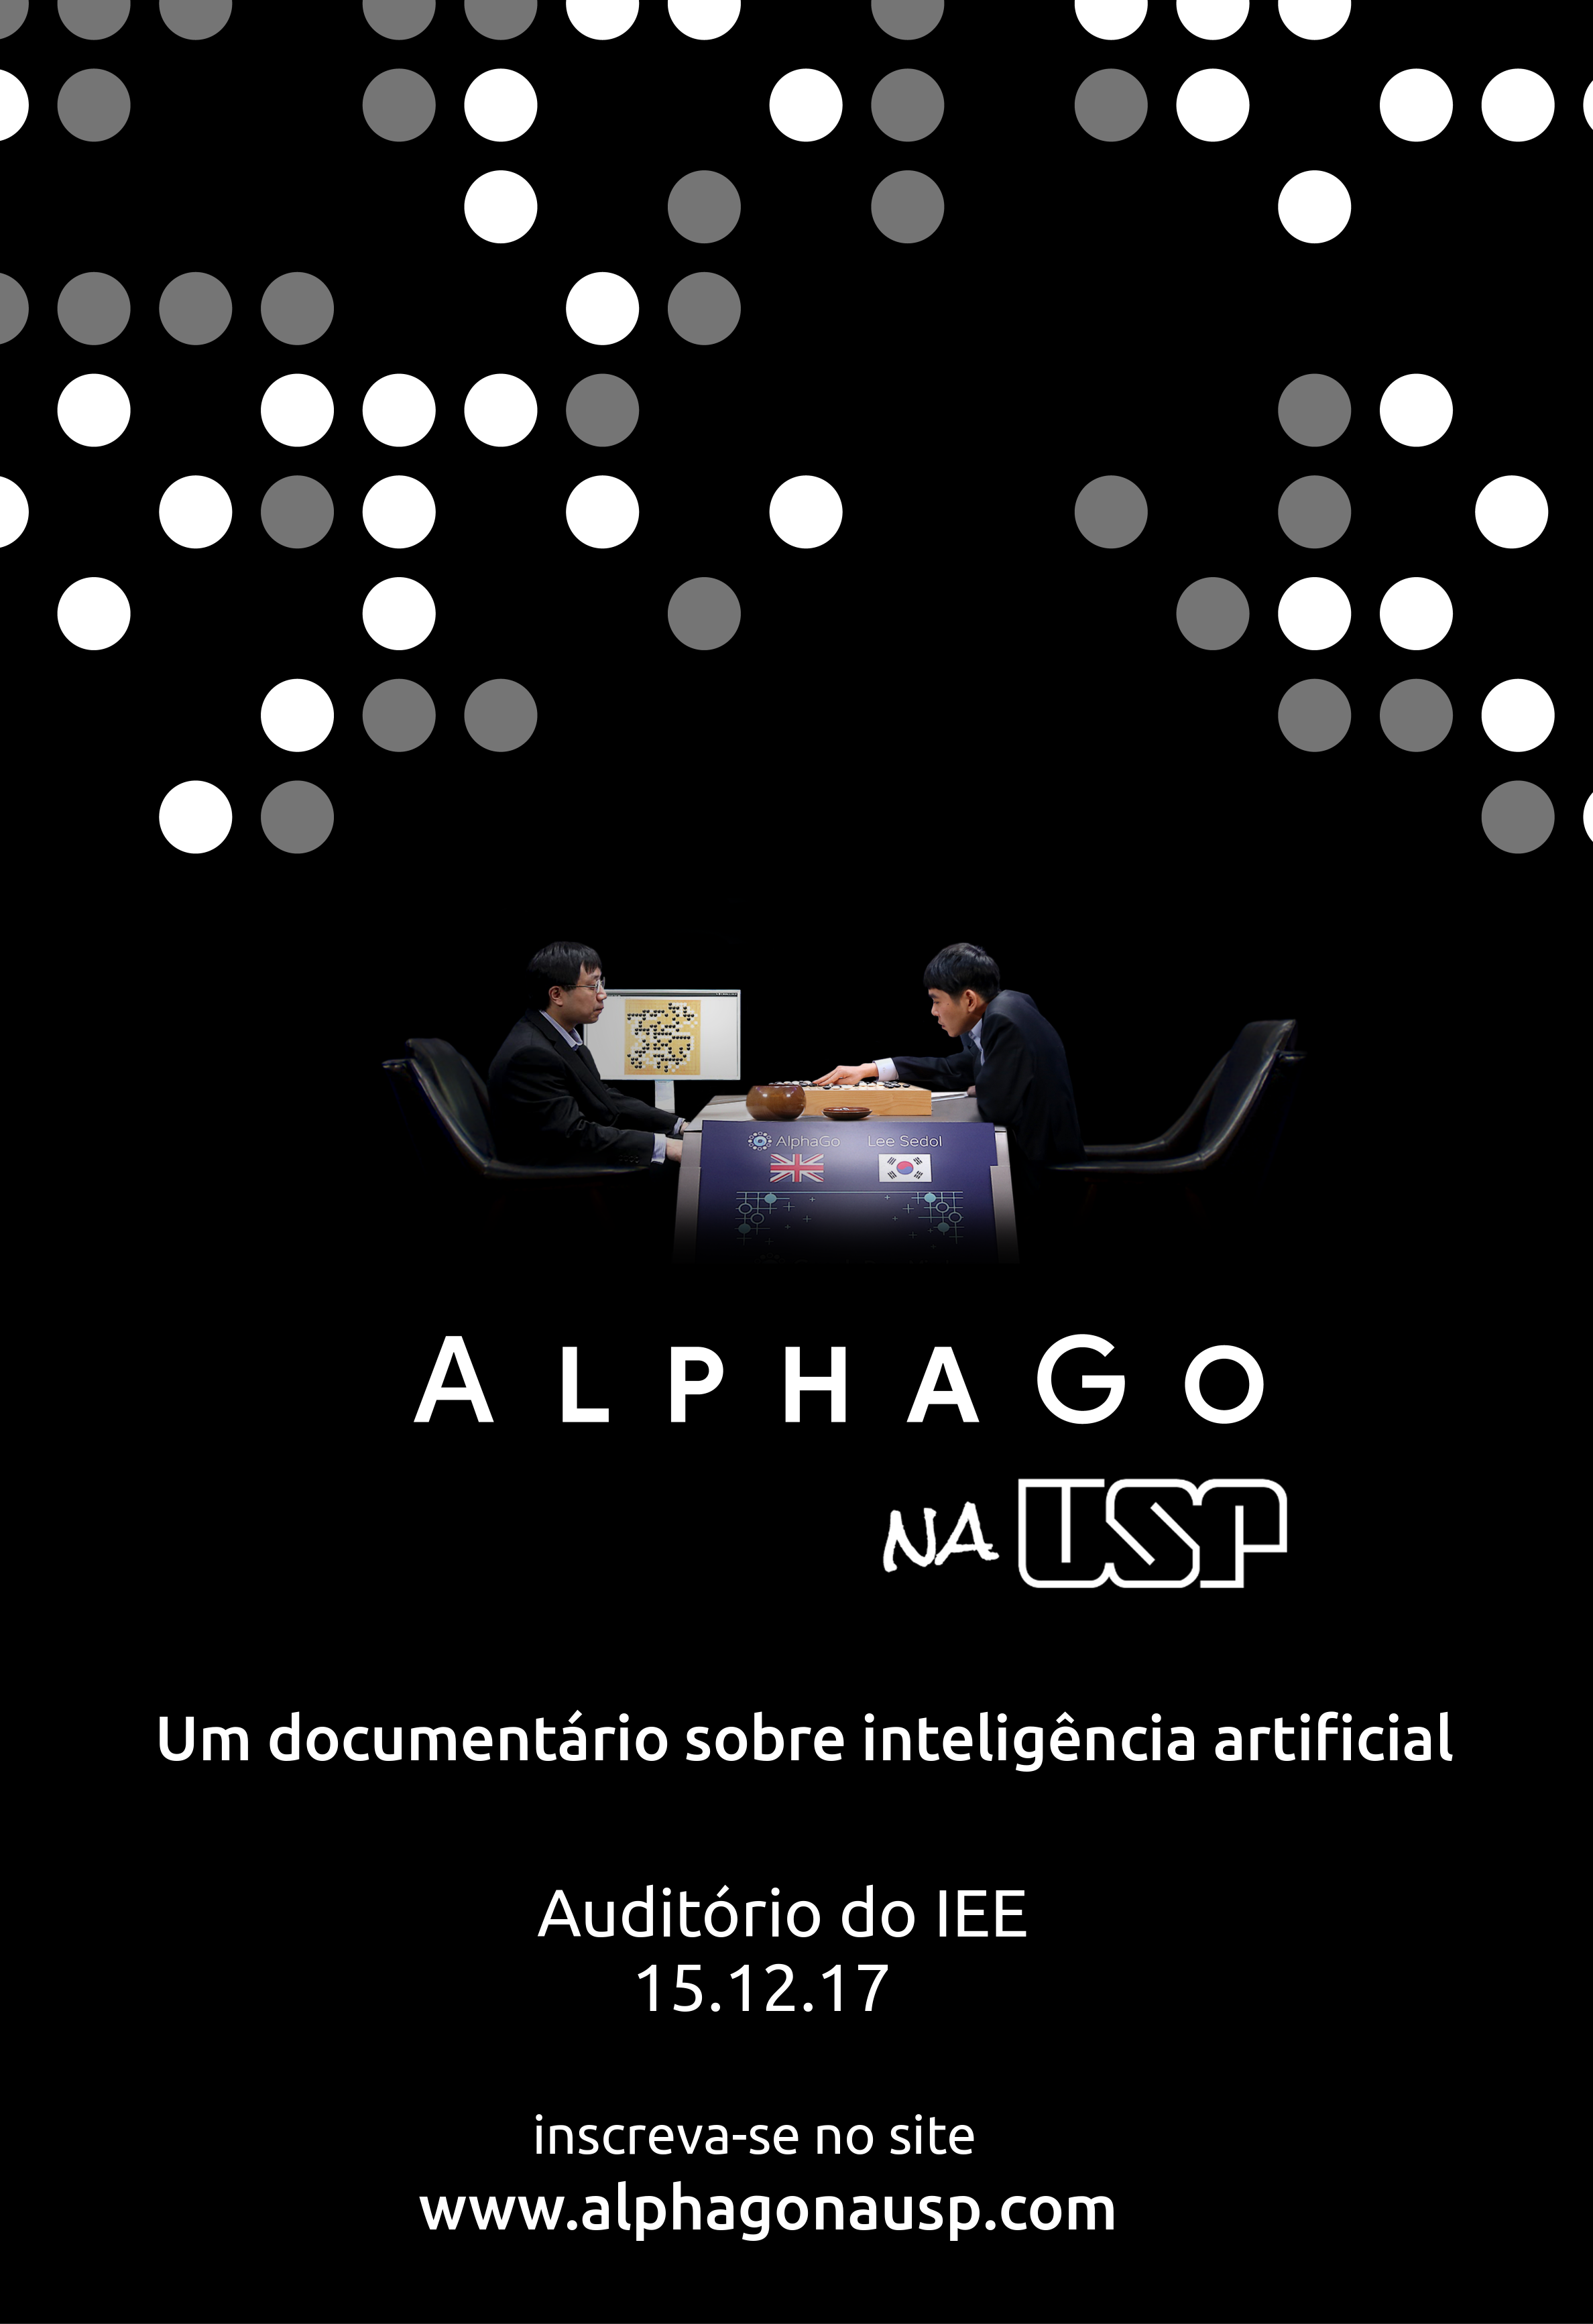 AlphaGo Lee Sedol
ALPHAGO
NA USP
Um documentário sobre inteligência artificial
Auditório do IEE
15.12.17
inscreva-se no site
www.alphagonausp.com